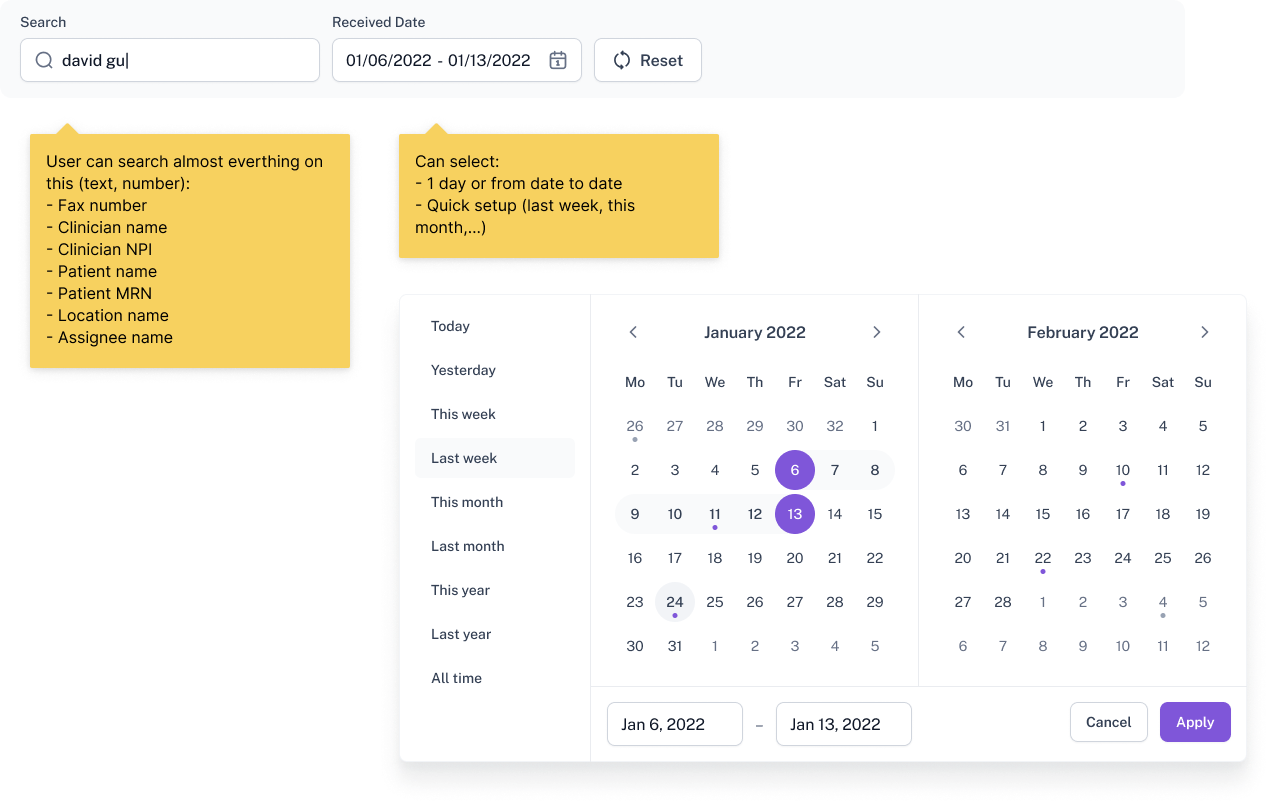 Search
Received Date
david gu
01/06/2022 - 01/13/2022
Reset
User can search almost everthing on
this (text, number):
- Fax number
- Clinician name
- Clinician NPI
- Patient name
- Patient MRN
- Location name
- Assignee name
Can select:
- 1 day or from date to date
- Quick setup (last week, this
month,...)
Today
Yesterday
This week
Last week
This month
Last month
This year
Last year
All time
January 2022
Mo Tu We Th Fr Sat Su
26 27 28 29 30 32 1
2 3 4 5 6 7 8
9 10 11 12 13 14 15
16 17 18 19 20 21 22
23 24 25 26 27 28 29
30 31 1 2 3 4 5
February 2022
Mo Tu We Th Fr Sat Su
30 31 1 2 3 4 5
6 7 8 9 10 11 12
13 14 15 16 17 18 19
20 21 22 23 24 25 26
27 28 1 2 3 4 5
6 7 8 9 10 11 12
Jan 6, 2022 – Jan 13, 2022
Cancel
Apply